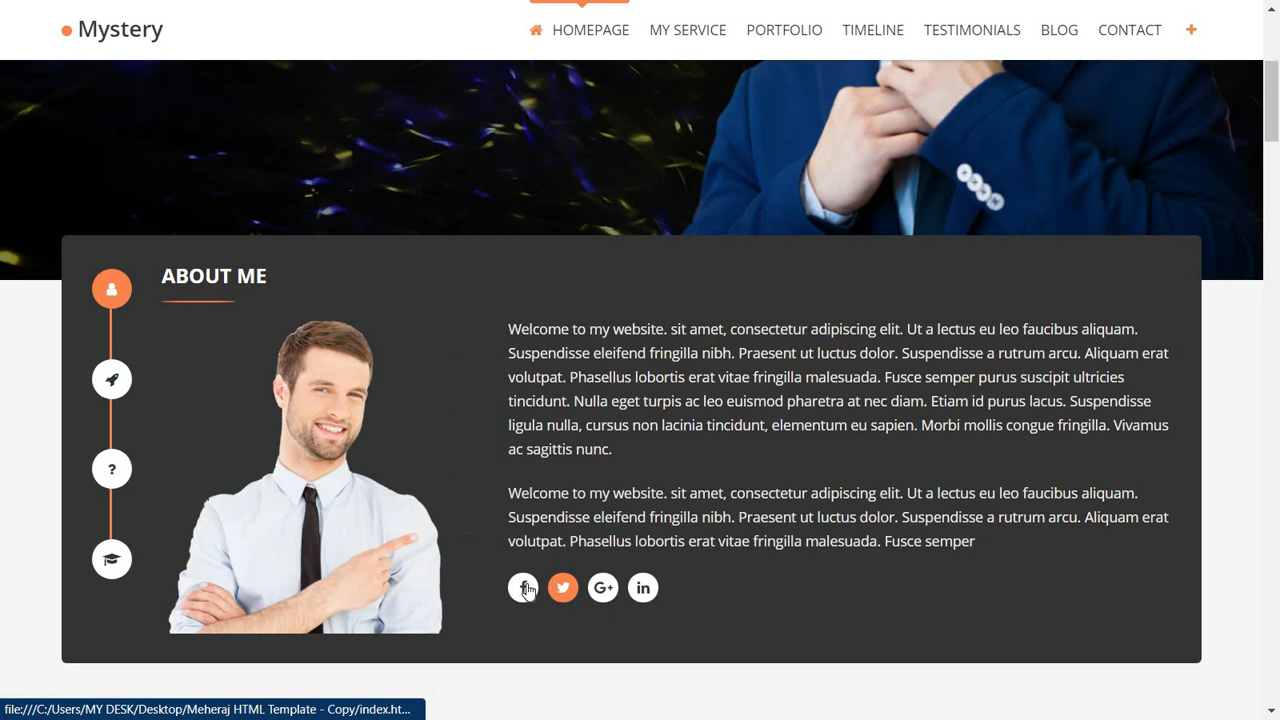 Mystery
HOMEPAGE
MY SERVICE
PORTFOLIO
TIMELINE
TESTIMONIALS
BLOG
CONTACT
+
ABOUT ME
Welcome to my website. sit amet, consectetur adipiscing elit. Ut a lectus eu leo faucibus aliquam.
Suspendisse eleifend fringilla nibh. Praesent ut luctus dolor. Suspendisse a rutrum arcu. Aliquam erat
volutpat. Phasellus lobortis erat vitae fringilla malesuada. Fusce semper purus suscipit ultricies
tincidunt. Nulla eget turpis ac leo euismod pharetra at nec diam. Etiam id purus lacus. Suspendisse
ligula nulla, cursus non lacinia tincidunt, elementum eu sapien. Morbi mollis congue fringilla. Vivamus
ac sagittis nunc.
?
Welcome to my website. sit amet, consectetur adipiscing elit. Ut a lectus eu leo faucibus aliquam.
Suspendisse eleifend fringilla nibh. Praesent ut luctus dolor. Suspendisse a rutrum arcu. Aliquam erat
volutpat. Phasellus lobortis erat vitae fringilla malesuada. Fusce semper
f
G+
in
file:///C:/Users/MY DESK/Desktop/Meheraj HTML Template - Copy/index.ht...